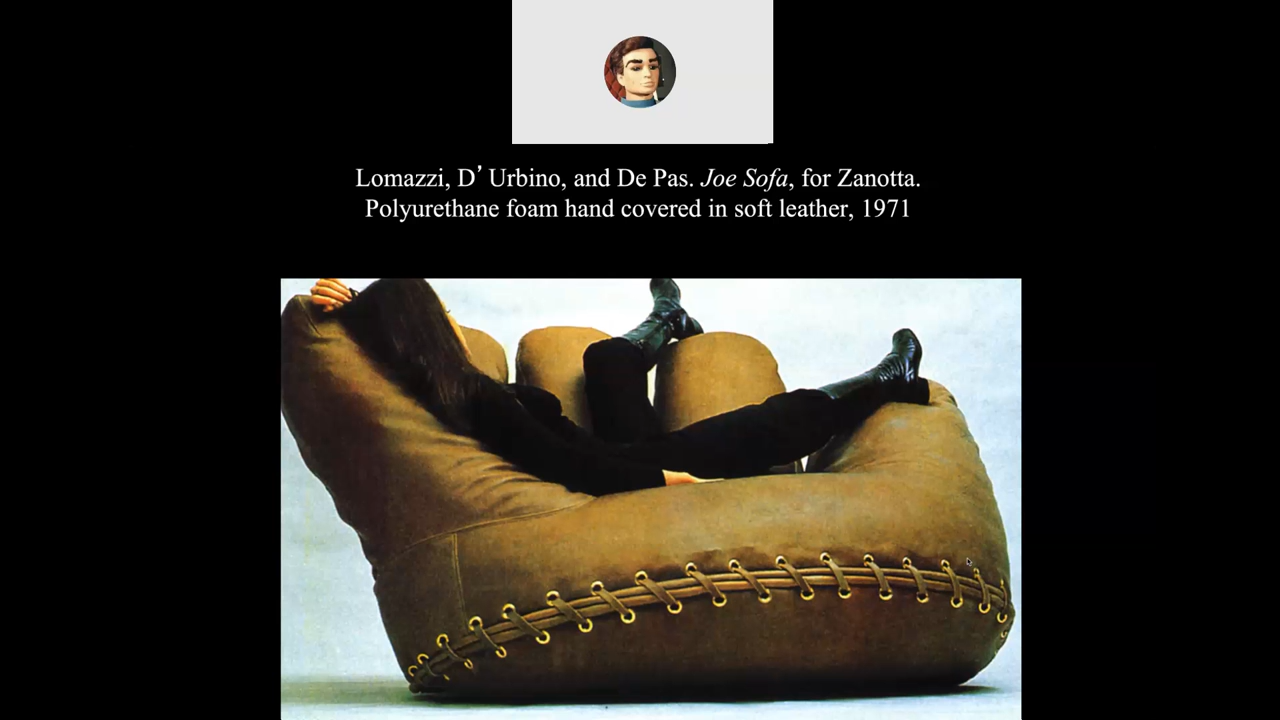 Lomazzi, D’ Urbino, and De Pas. Joe Sofa, for Zanotta.
Polyurethane foam hand covered in soft leather, 1971